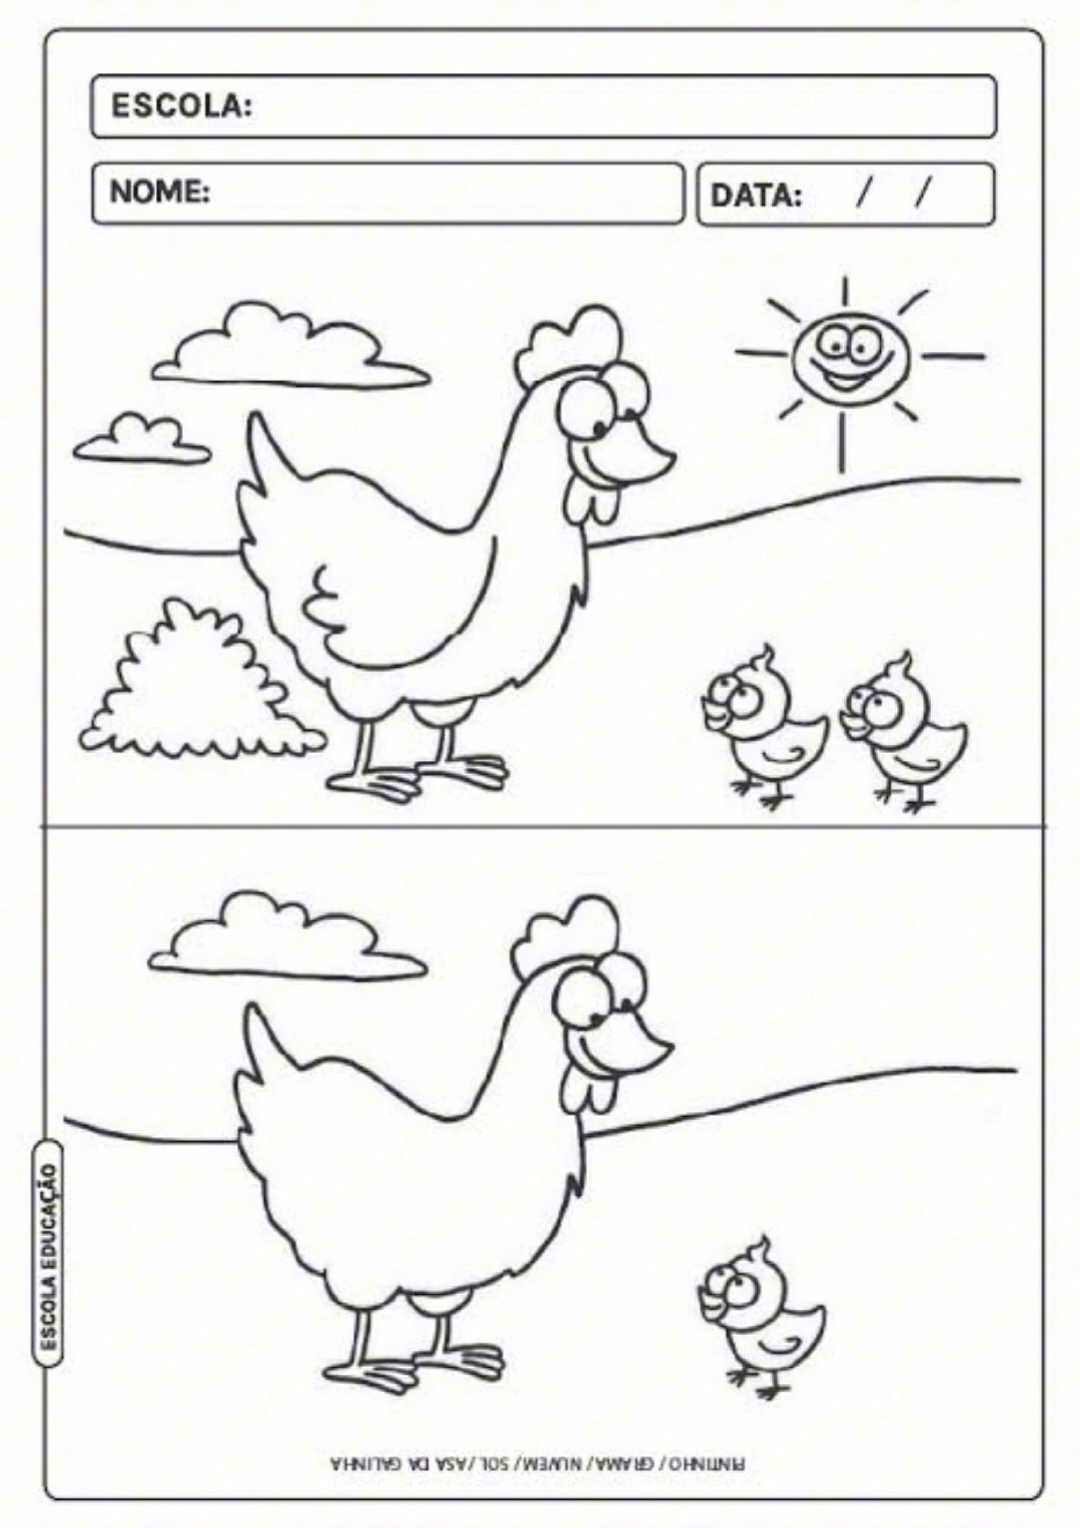 ESCOLA:
NOME:
DATA: / /
ESCOLA EDUCAÇÃO
PINTINHO / GRAMA / NUVEM / SOL / ASA DA GALINHA